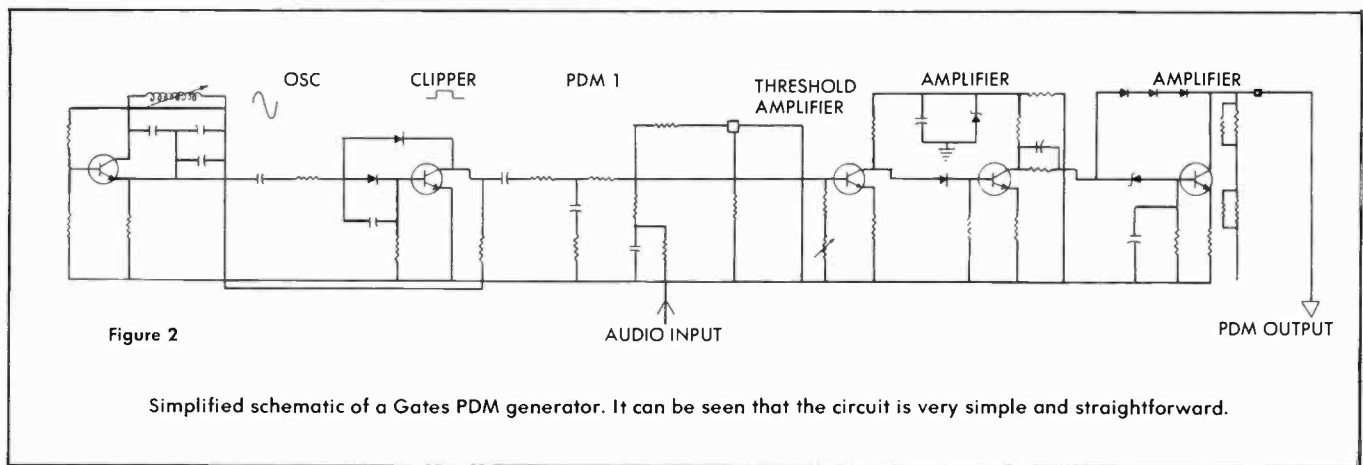 OSC
CLIPPER
PDM 1
THRESHOLD
AMPLIFIER
AMPLIFIER
AMPLIFIER
Figure 2
AUDIO INPUT
PDM OUTPUT
Simplified schematic of a Gates PDM generator. It can be seen that the circuit is very simple and straightforward.